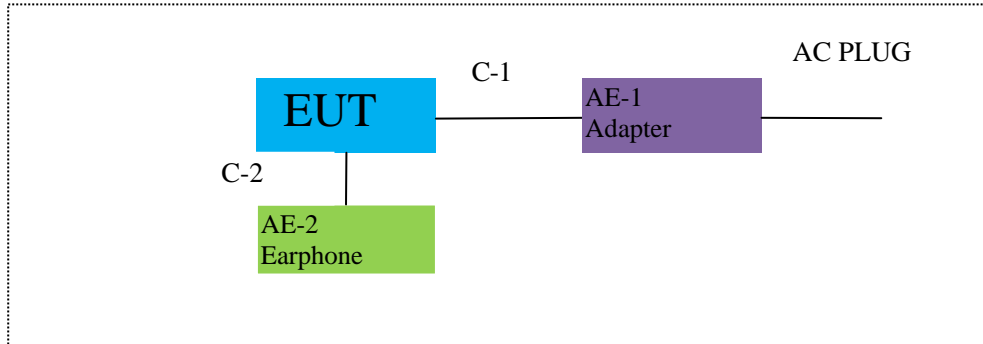 AC PLUG
C-1
EUT
AE-1
Adapter
C-2
AE-2
Earphone